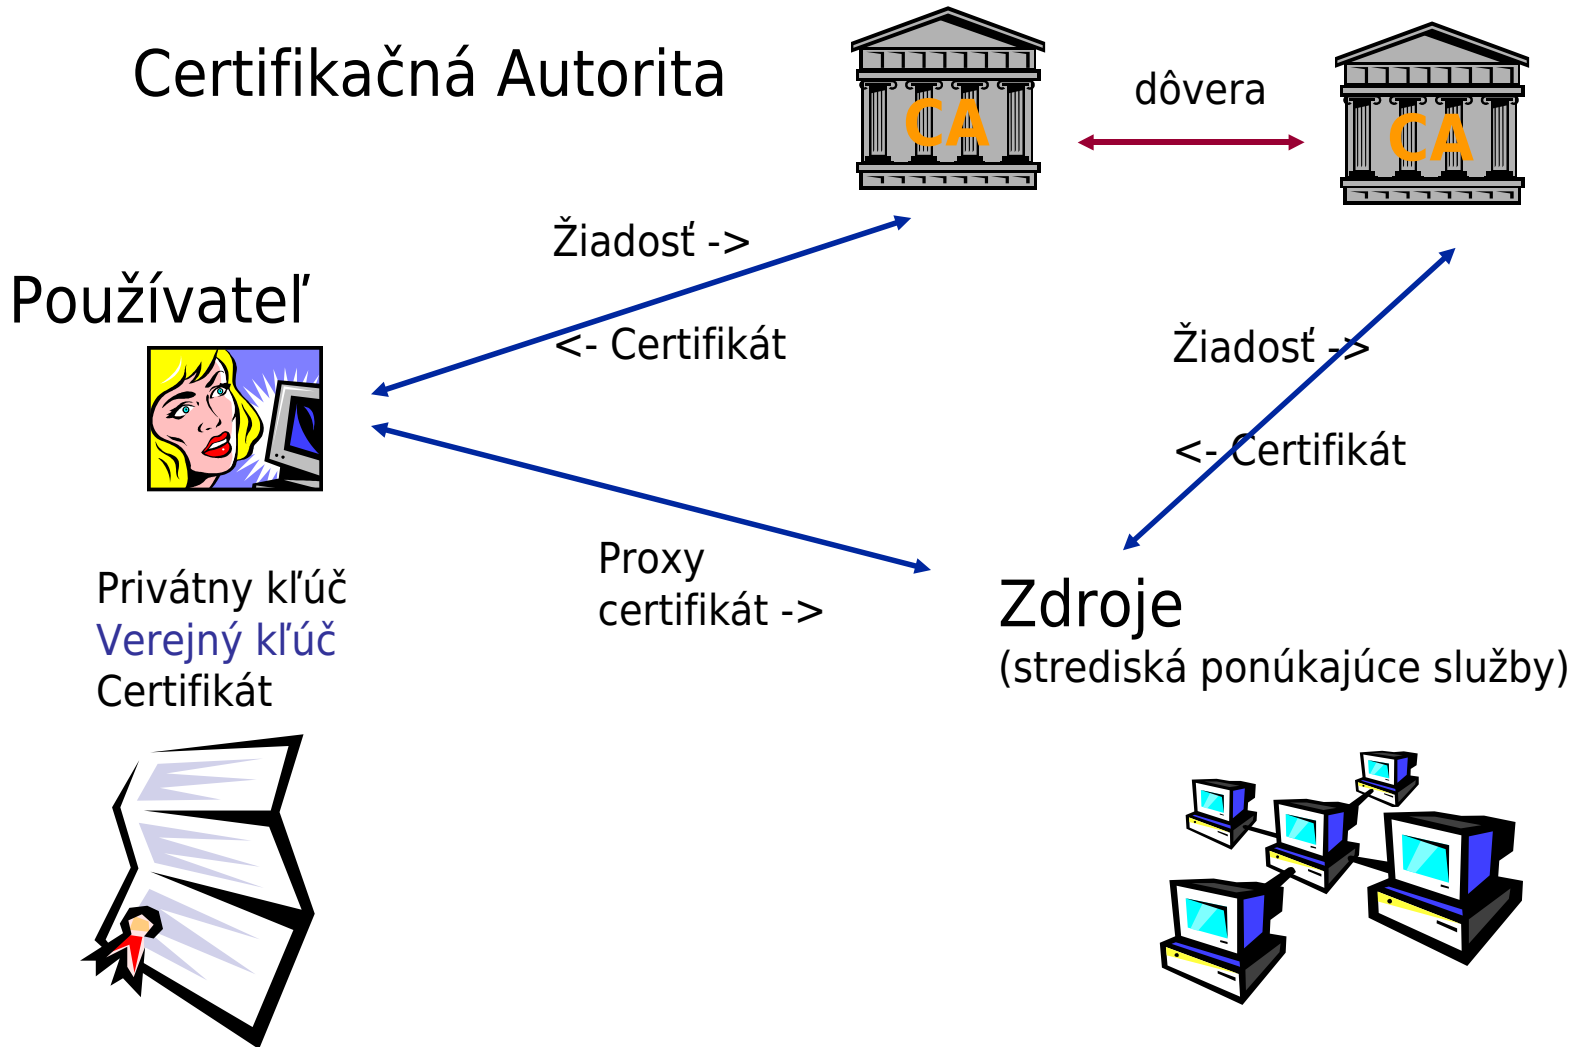 Certifikačná Autorita
CA
dôvera
CA
Žiadosť ->
<- Certifikát
Používateľ
Žiadosť ->
<- Certifikát
Proxy
certifikát ->
Privátny kľúč
Verejný kľúč
Certifikát
Zdroje
(strediská ponúkajúce služby)